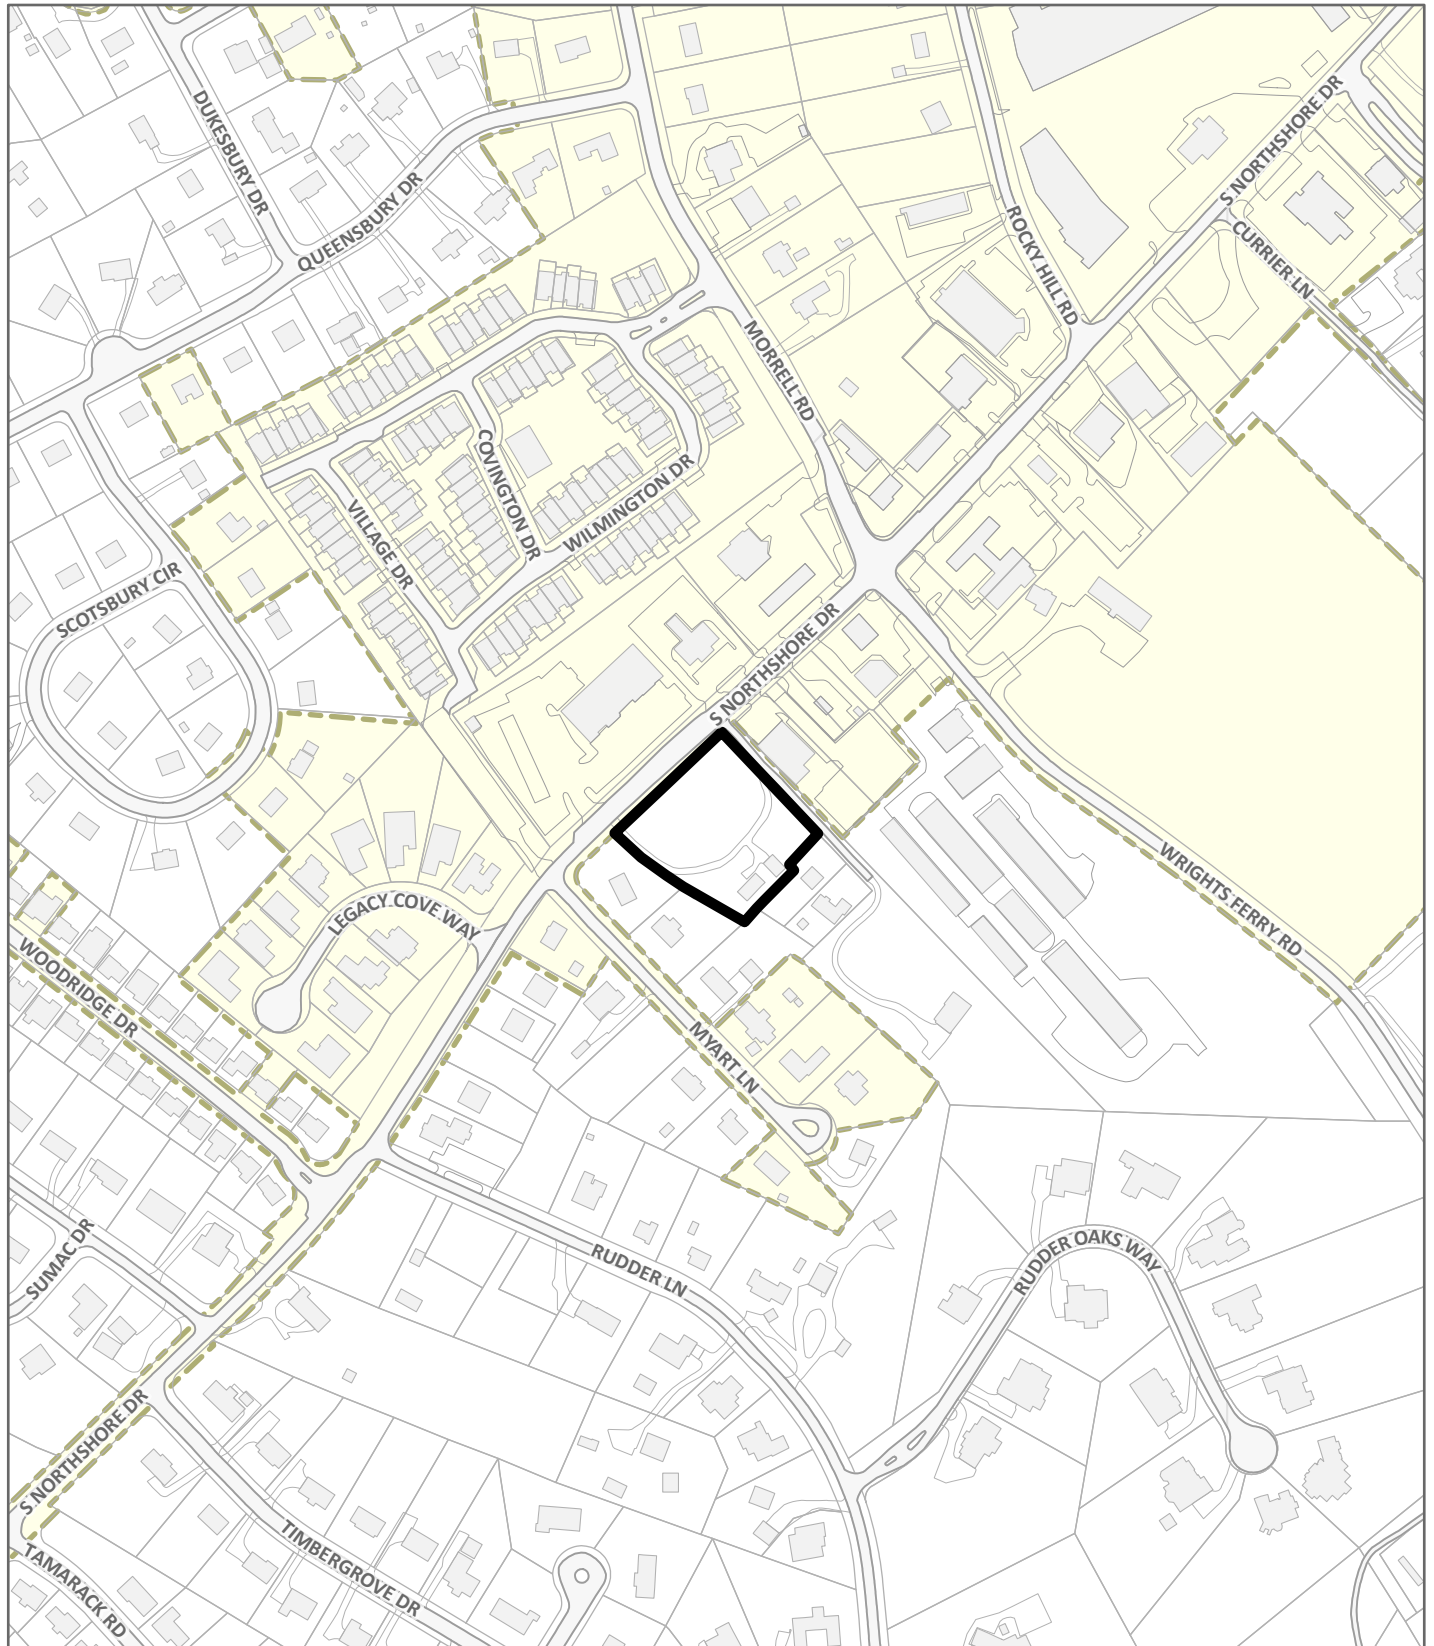 DUKESBURY DR
QUEENSBURY DR
S NORTHSHORE DR
ROCKY HILL RD
CURRIER LN
MORRELL RD
COVINGTON DR
WILMINGTON DR
VILLAGE DR
SCOTSBURY CIR
S NORTHSHORE DR
LEGACY COVE WAY
WRIGHTS FERRY RD
WOODRIDGE DR
MYART LN
SUMAC DR
RUDDER LN
RUDDER OAKS WAY
S NORTHSHORE DR
TIMBERGROVE DR
TAMARACK RD